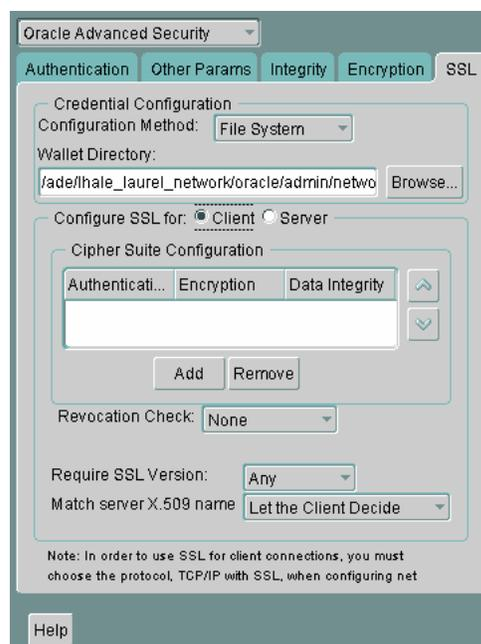 Oracle Advanced Security
Authentication Other Params Integrity Encryption SSL
Credential Configuration
Configuration Method: File System
Wallet Directory:
/ade/lhale_laurel_network/oracle/admin/netwo Browse...
Configure SSL for: Client Server
Cipher Suite Configuration
Authenticati... Encryption Data Integrity
Add Remove
Revocation Check: None
Require SSL Version: Any
Match server X.509 name Let the Client Decide
Note: In order to use SSL for client connections, you must
choose the protocol, TCP/IP with SSL, when configuring net
Help